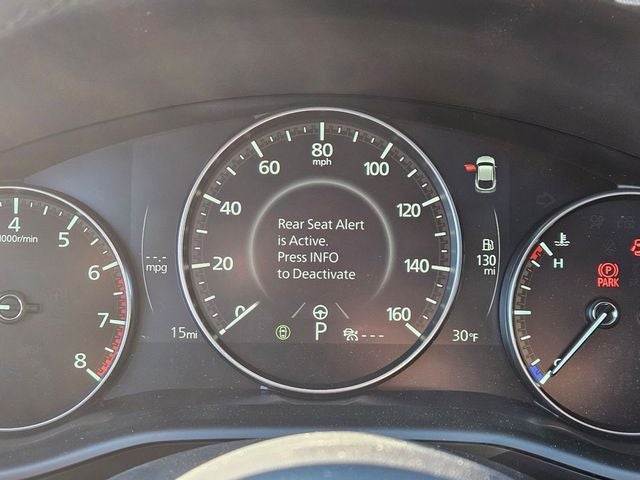 4
1000r/min
5
6
7
8
---
mpg
15mi
0
20
40
60
80
mph
100
120
140
160
Rear Seat Alert
is Active.
Press INFO
to Deactivate
P
---
130
mi
30°F
H
C
(P)
PARK